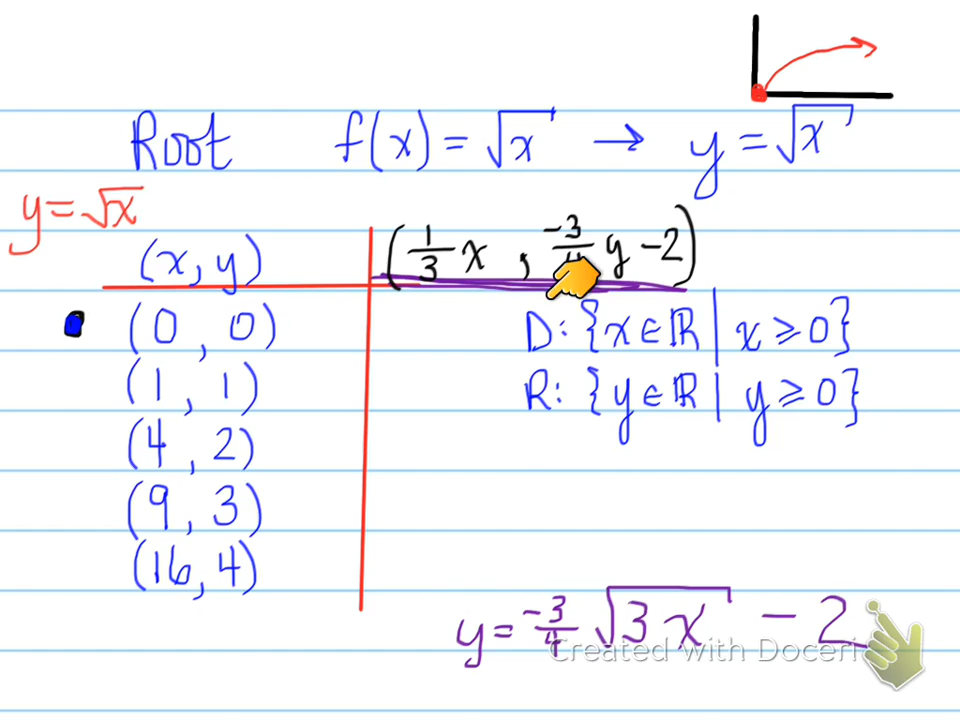 Root f(x) = √x → y = √x
y = √x
(x, y) (1/3 x , -3/4 y - 2)
(0, 0) D: {x ∈ ℝ | x ≥ 0}
(1, 1) R: {y ∈ ℝ | y ≥ 0}
(4, 2)
(9, 3)
(16, 4)
y = -3/4 √3x - 2
Created with Doceri